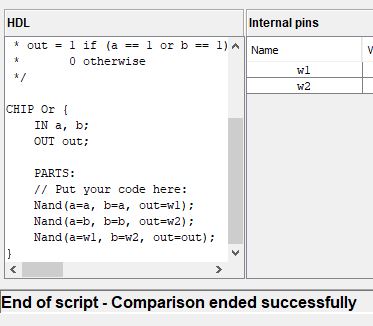 HDL
Internal pins
* out = 1 if (a == 1 or b == 1)
*       0 otherwise
*/
CHIP Or {
IN a, b;
OUT out;
PARTS:
// Put your code here:
Nand(a=a, b=a, out=w1);
Nand(a=b, b=b, out=w2);
Nand(a=w1, b=w2, out=out);
}
Name
w1
w2
End of script - Comparison ended successfully